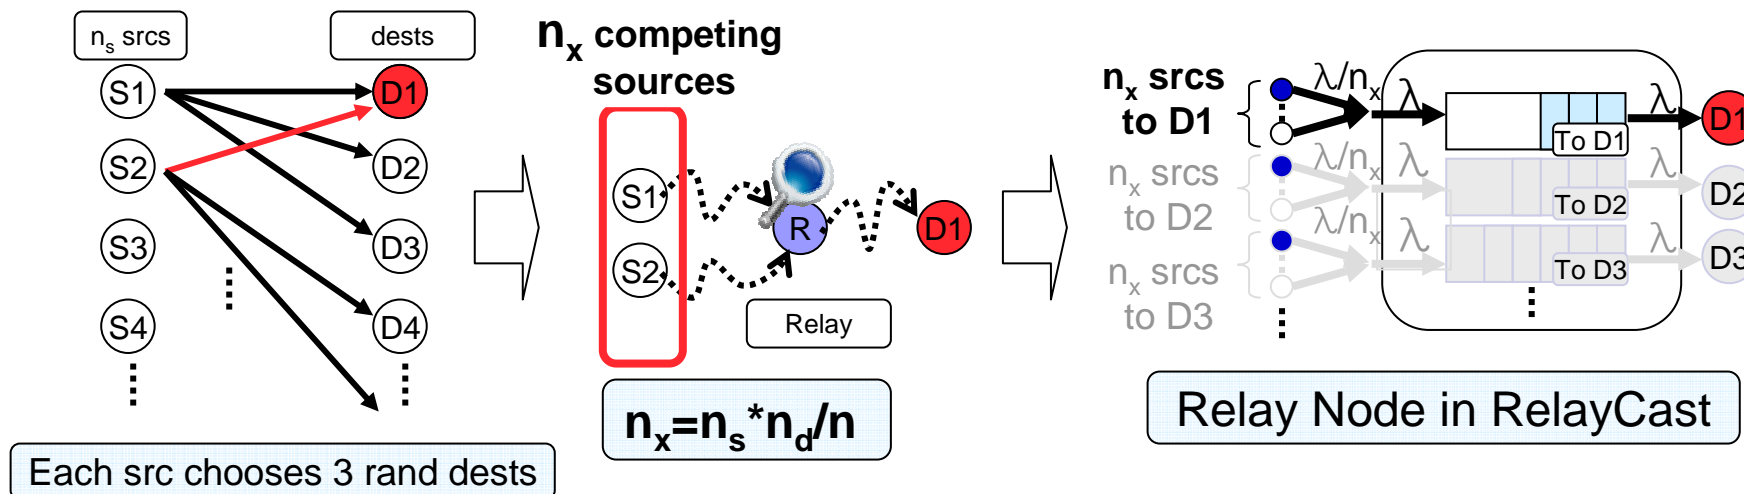 nₛ srcs
dests
S1
S2
S3
S4
D1
D2
D3
D4
Each src chooses 3 rand dests
nₓ competing
sources
S1
S2
R
D1
Relay
nₓ=nₛ*n_d/n
nₓ srcs
to D1
λ/nₓ
λ
To D1
λ
D1
nₓ srcs
to D2
λ/nₓ
λ
To D2
λ
D2
nₓ srcs
to D3
λ/nₓ
λ
To D3
λ
D3
Relay Node in RelayCast